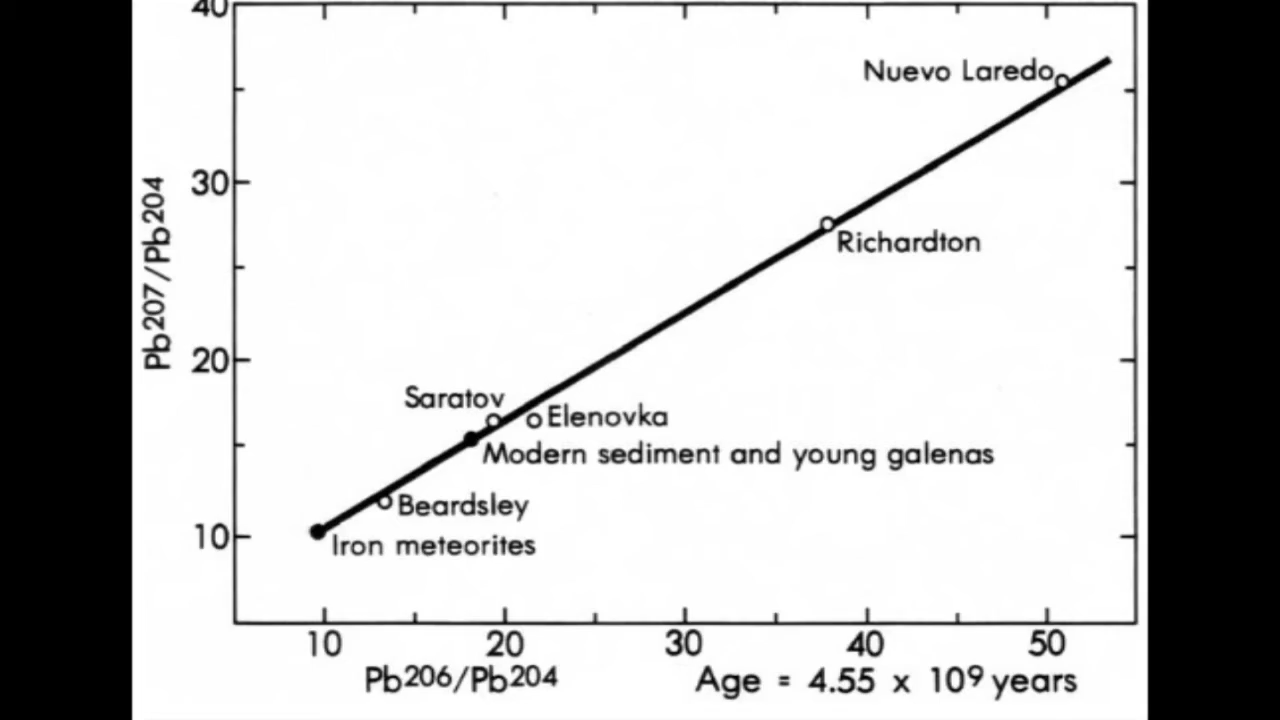 40
Nuevo Laredo
30
Richardton
Pb207/Pb204
20
Saratov
Elenovka
Modern sediment and young galenas
Beardsley
10
Iron meteorites
10 20 30 40 50
Pb206/Pb204 Age = 4.55 x 10⁹ years